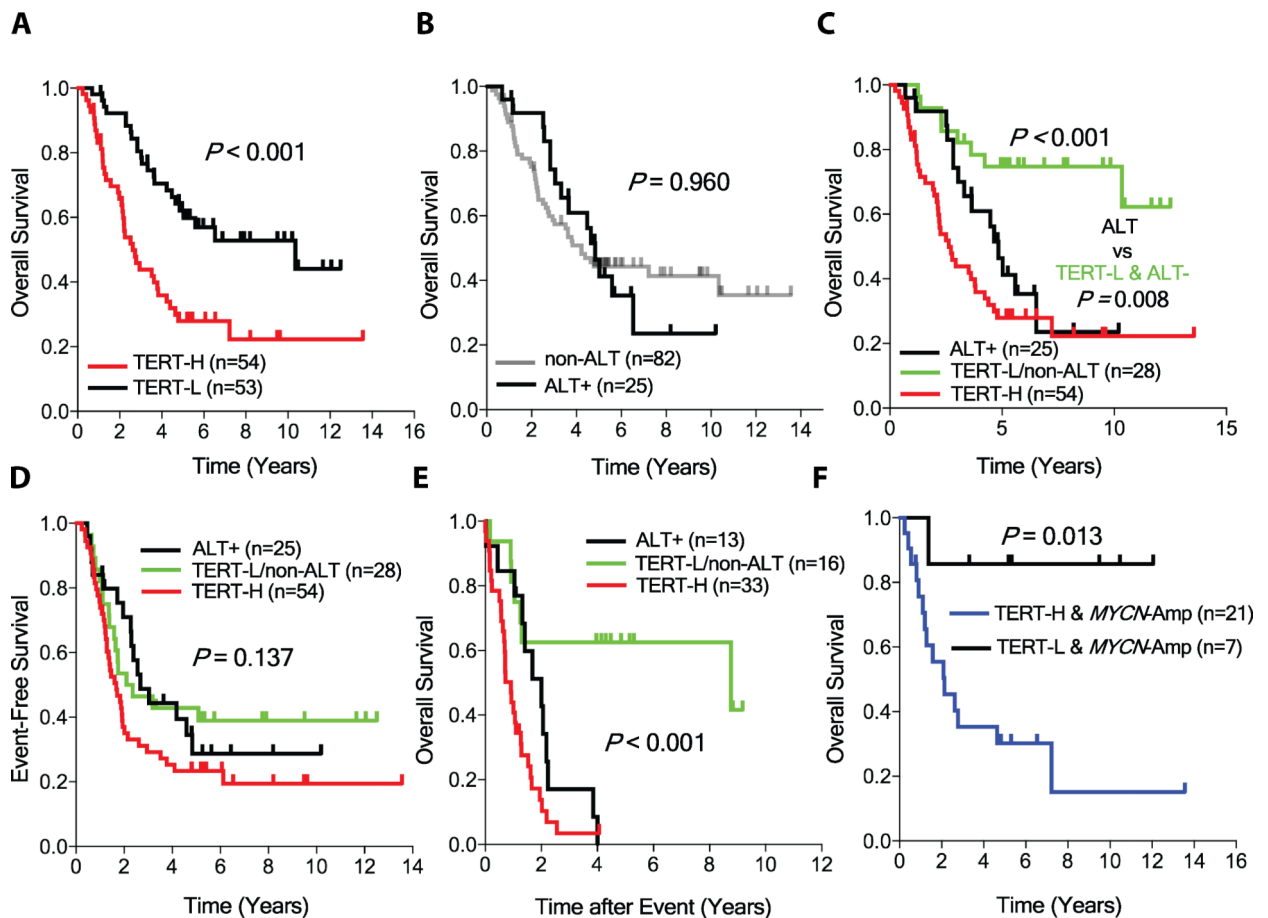 A
Overall Survival
1.0
0.8
0.6
0.4
0.2
0.0
P < 0.001
TERT-H (n=54)
TERT-L (n=53)
0 2 4 6 8 10 12 14 16
Time (Years)
B
Overall Survival
1.0
0.8
0.6
0.4
0.2
0.0
P = 0.960
non-ALT (n=82)
ALT+ (n=25)
0 2 4 6 8 10 12 14
Time (Years)
C
Overall Survival
1.0
0.8
0.6
0.4
0.2
0.0
P < 0.001
ALT
vs
TERT-L & ALT-
P = 0.008
ALT+ (n=25)
TERT-L/non-ALT (n=28)
TERT-H (n=54)
0 5 10 15
Time (Years)
D
Event-Free Survival
1.0
0.8
0.6
0.4
0.2
0.0
ALT+ (n=25)
TERT-L/non-ALT (n=28)
TERT-H (n=54)
P = 0.137
0 2 4 6 8 10 12 14
Time (Years)
E
Overall Survival
1.0
0.8
0.6
0.4
0.2
0.0
ALT+ (n=13)
TERT-L/non-ALT (n=16)
TERT-H (n=33)
P < 0.001
0 2 4 6 8 10 12
Time after Event (Years)
F
Overall Survival
1.0
0.8
0.6
0.4
0.2
0.0
P = 0.013
TERT-H & MYCN-Amp (n=21)
TERT-L & MYCN-Amp (n=7)
0 2 4 6 8 10 12 14 16
Time (Years)